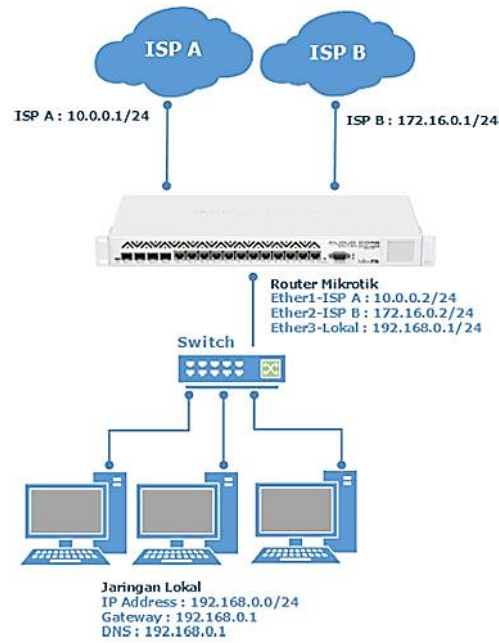 ISP A
ISP B
ISP A : 10.0.0.1/24
ISP B : 172.16.0.1/24
Router Mikrotik
Ether1-ISP A : 10.0.0.2/24
Ether2-ISP B : 172.16.0.2/24
Ether3-Lokal : 192.168.0.1/24
Switch
Jaringan Lokal
IP Address : 192.168.0.0/24
Gateway : 192.168.0.1
DNS : 192.168.0.1